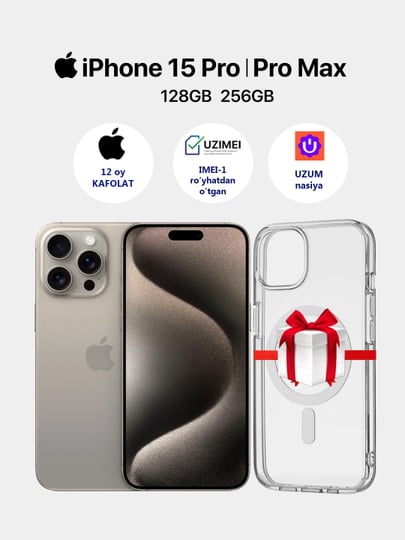 iPhone 15 Pro | Pro Max
128GB 256GB
12 oy
KAFOLAT
UZIMEI
IMEI-1
ro‘yhatdan
o‘tgan
UZUM
nasiya